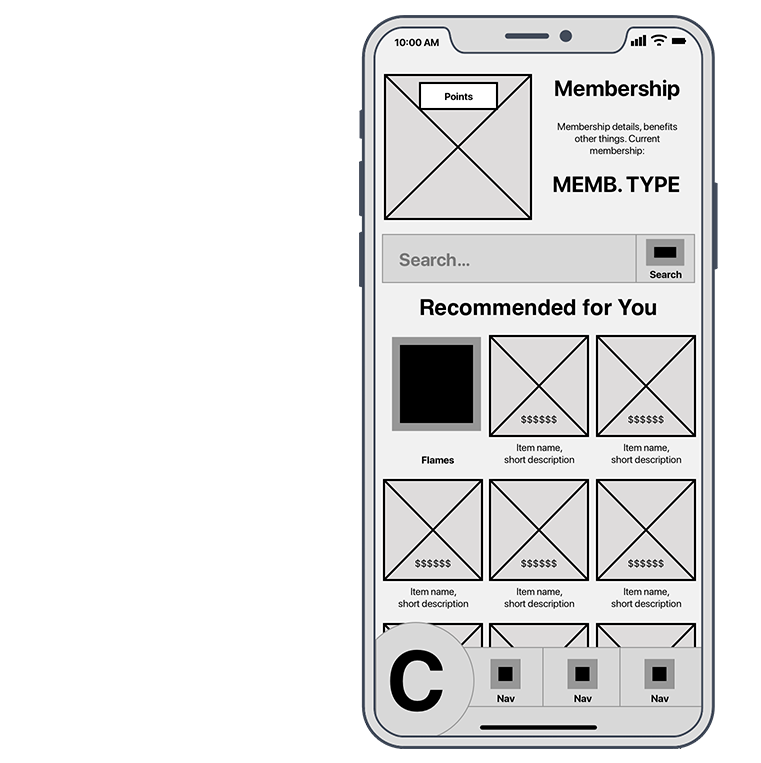 10:00 AM
Points
Membership
Membership details, benefits
other things. Current
membership:
MEMB. TYPE
Search...
Search
Recommended for You
$$$$$$
$$$$$$
Flames
Item name,
short description
Item name,
short description
$$$$$$
$$$$$$
$$$$$$
Item name,
short description
Item name,
short description
Item name,
short description
C
Nav
Nav
Nav